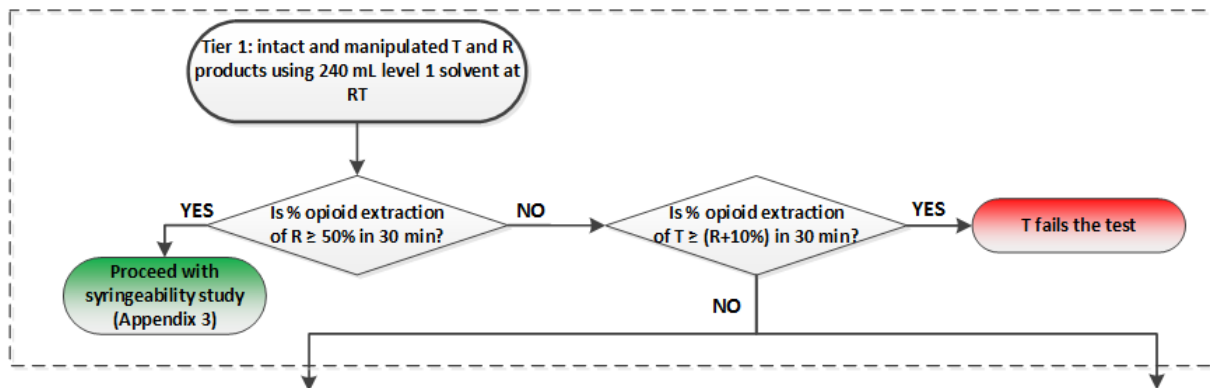 Tier 1: intact and manipulated T and R
products using 240 mL level 1 solvent at
RT
YES
Is % opioid extraction
of R ≥ 50% in 30 min?
NO
Is % opioid extraction
of T ≥ (R+10%) in 30 min?
YES
T fails the test
Proceed with
syringeability study
(Appendix 3)
NO